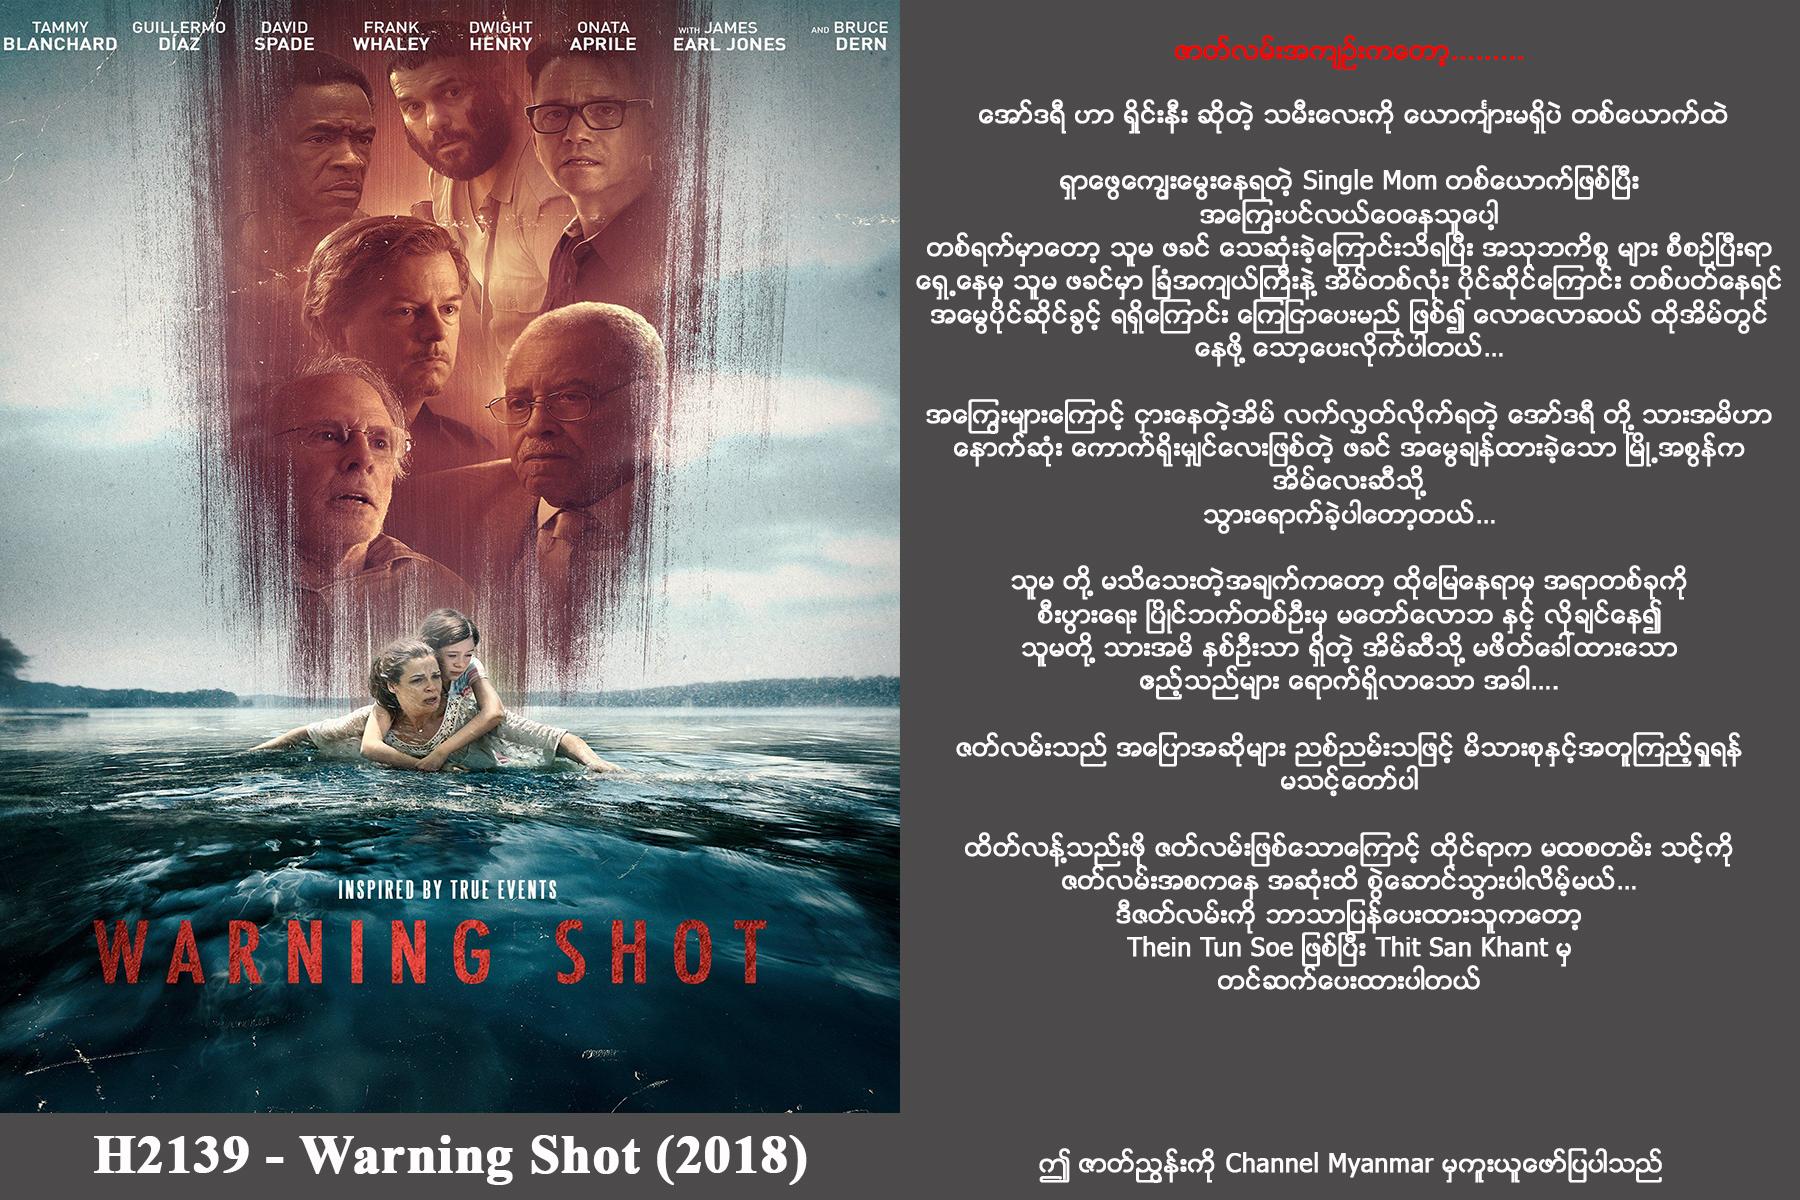 TAMMY BLANCHARD
GUILLERMO DÍAZ
DAVID SPADE
FRANK WHALEY
DWIGHT HENRY
ONATA APRILE
WITH JAMES EARL JONES
AND BRUCE DERN
INSPIRED BY TRUE EVENTS
WARNING SHOT
H2139 - Warning Shot (2018)
ဇာတ်လမ်းအကျဉ်းကတော့.........
အော်ဒရီ ဟာ ရှိုင်းနီး ဆိုတဲ့ သမီးလေးကို ယောင်္ကျားမရှိပဲ တစ်ယောက်ထဲ
ရှာဖွေကျွေးမွေးနေရတဲ့ Single Mom တစ်ယောက်ဖြစ်ပြီး
အကြွေးပင်လယ်ဝေနေသူပေါ့
တစ်ရက်မှာတော့ သူမ ဖခင် သေဆုံးခဲ့ကြောင်းသိရပြီး အသုဘကိစ္စ များ စီစဉ်ပြီးရာ
ရှေ့နေမှ သူမ ဖခင်မှာ ခြံအကျယ်ကြီးနဲ့ အိမ်တစ်လုံး ပိုင်ဆိုင်ကြောင်း တစ်ပတ်နေရင်
အမွေပိုင်ဆိုင်ခွင့် ရရှိကြောင်း ကြေငြာပေးမည် ဖြစ်၍ လောလောဆယ် ထိုအိမ်တွင်
နေဖို့ သော့ပေးလိုက်ပါတယ်...
အကြွေးများကြောင့် ငှားနေတဲ့အိမ် လက်လွှတ်လိုက်ရတဲ့ အော်ဒရီ တို့ သားအမိဟာ
နောက်ဆုံး ကောက်ရိုးမျှင်လေးဖြစ်တဲ့ ဖခင် အမွေချန်ထားခဲ့သော မြို့အစွန်က
အိမ်လေးဆီသို့
သွားရောက်ခဲ့ပါတော့တယ်...
သူမ တို့ မသိသေးတဲ့အချက်ကတော့ ထိုမြေနေရာမှ အရာတစ်ခုကို
စီးပွားရေး ပြိုင်ဘက်တစ်ဦးမှ မတော်လောဘ နှင့် လိုချင်နေ၍
သူမတို့ သားအမိ နှစ်ဦးသာ ရှိတဲ့ အိမ်ဆီသို့ မဖိတ်ခေါ်ထားသော
ဧည့်သည်များ ရောက်ရှိလာသော အခါ....
ဇတ်လမ်းသည် အပြောအဆိုများ ညစ်ညမ်းသဖြင့် မိသားစုနှင့်အတူကြည့်ရှုရန်
မသင့်တော်ပါ
ထိတ်လန့်သည်းဖို ဇတ်လမ်းဖြစ်သောကြောင့် ထိုင်ရာက မထစတမ်း သင့်ကို
ဇတ်လမ်းအစကနေ အဆုံးထိ စွဲဆောင်သွားပါလိမ့်မယ်...
ဒီဇတ်လမ်းကို ဘာသာပြန်ပေးထားသူကတော့
Thein Tun Soe ဖြစ်ပြီး Thit San Khant မှ
တင်ဆက်ပေးထားပါတယ်
ဤ ဇာတ်ညွှန်းကို Channel Myanmar မှကူးယူဖော်ပြပါသည်